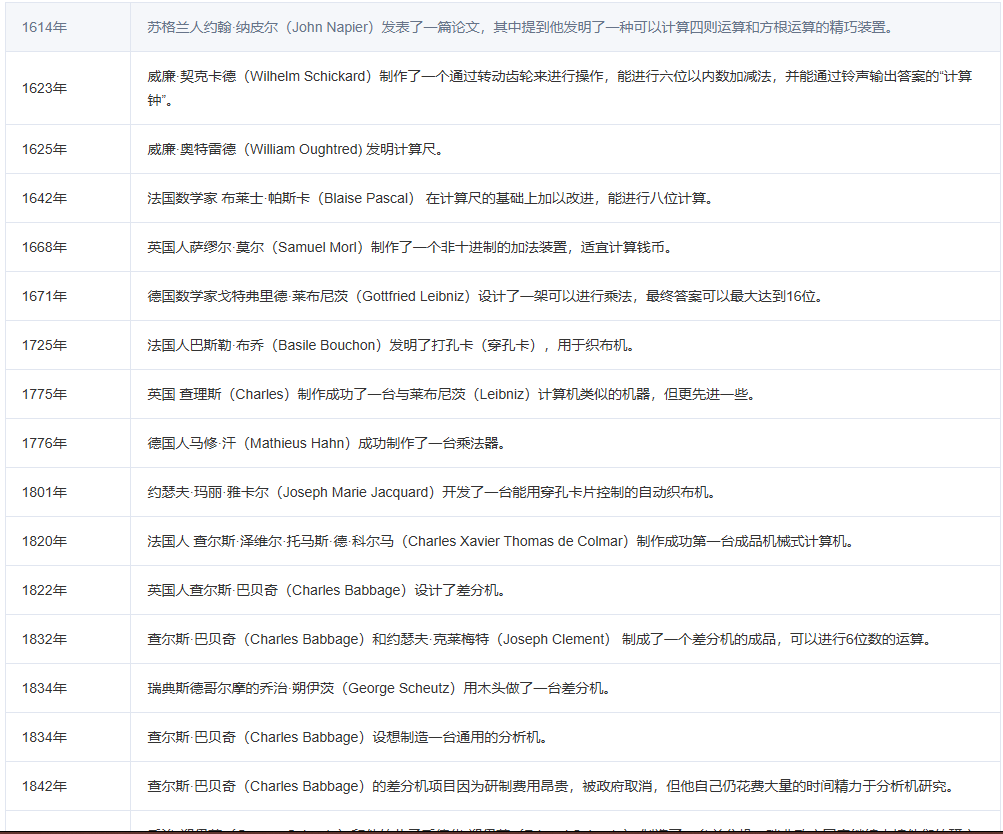 1614年
苏格兰人约翰·纳皮尔（John Napier）发表了一篇论文，其中提到他发明了一种可以计算四则运算和方根运算的精巧装置。
1623年
威廉·契克卡德（Wilhelm Schickard）制作了一个通过转动齿轮来进行操作，能进行六位以内数加减法，并能通过铃声输出答案的“计算
钟”。
1625年
威廉·奥特雷德（William Oughtred) 发明计算尺。
1642年
法国数学家 布莱士·帕斯卡（Blaise Pascal） 在计算尺的基础上加以改进，能进行八位计算。
1668年
英国人萨缪尔·莫尔（Samuel Morl）制作了一个非十进制的加法装置，适宜计算钱币。
1671年
德国数学家戈特弗里德·莱布尼茨（Gottfried Leibniz）设计了一架可以进行乘法，最终答案可以最大达到16位。
1725年
法国人巴斯勒·布乔（Basile Bouchon）发明了打孔卡（穿孔卡），用于织布机。
1775年
英国 查理斯（Charles）制作成功了一台与莱布尼茨（Leibniz）计算机类似的机器，但更先进一些。
1776年
德国人马修·汗（Mathieus Hahn）成功制作了一台乘法器。
1801年
约瑟夫·玛丽·雅卡尔（Joseph Marie Jacquard）开发了一台能用穿孔卡片控制的自动织布机。
1820年
法国人 查尔斯·泽维尔·托马斯·德·科尔马（Charles Xavier Thomas de Colmar）制作成功第一台成品机械式计算机。
1822年
英国人查尔斯·巴贝奇（Charles Babbage）设计了差分机。
1832年
查尔斯·巴贝奇（Charles Babbage）和约瑟夫·克莱梅特（Joseph Clement） 制成了一个差分机的成品，可以进行6位数的运算。
1834年
瑞典斯德哥尔摩的乔治·朔伊茨（George Scheutz）用木头做了一台差分机。
1834年
查尔斯·巴贝奇（Charles Babbage）设想制造一台通用的分析机。
1842年
查尔斯·巴贝奇（Charles Babbage）的差分机项目因为研制费用昂贵，被政府取消，但他自己仍花费大量的时间精力于分析机研究。